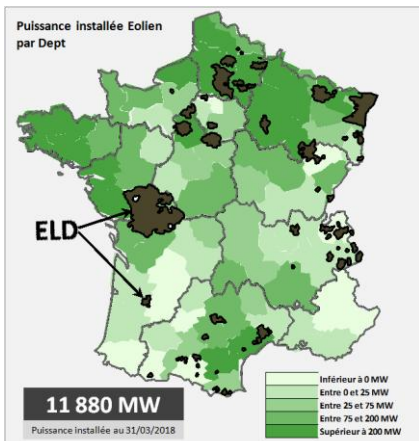 Puissance installée Eolien
par Dept
ELD
11 880 MW
Puissance installée au 31/03/2018
Inférieur à 0 MW
Entre 0 et 25 MW
Entre 25 et 75 MW
Entre 75 et 200 MW
Supérieur à 200 MW